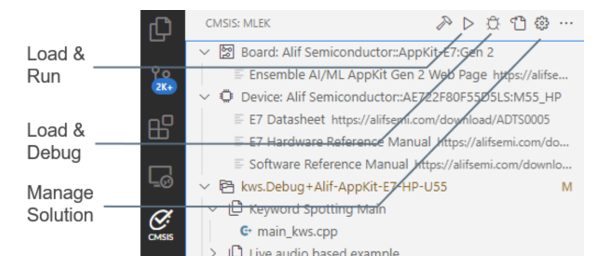 CMSIS: MLEK
Load &
Run
Board: Alif Semiconductor::AppKit-E7:Gen 2
Ensemble AI/ML AppKit Gen 2 Web Page https://alifse...
2K+
Device: Alif Semiconductor::AE722F80F55D5LS:M55_HP
E7 Datasheet https://alifsemi.com/download/ADTS0005
Load &
Debug
E7 Hardware Reference Manual https://alifsemi.com/do...
Software Reference Manual https://alifsemi.com/downlo...
Manage
Solution
kws.Debug+Alif-AppKit-E7-HP-U55 M
Keyword Spotting Main
CMSIS
main_kws.cpp
Live audio based example